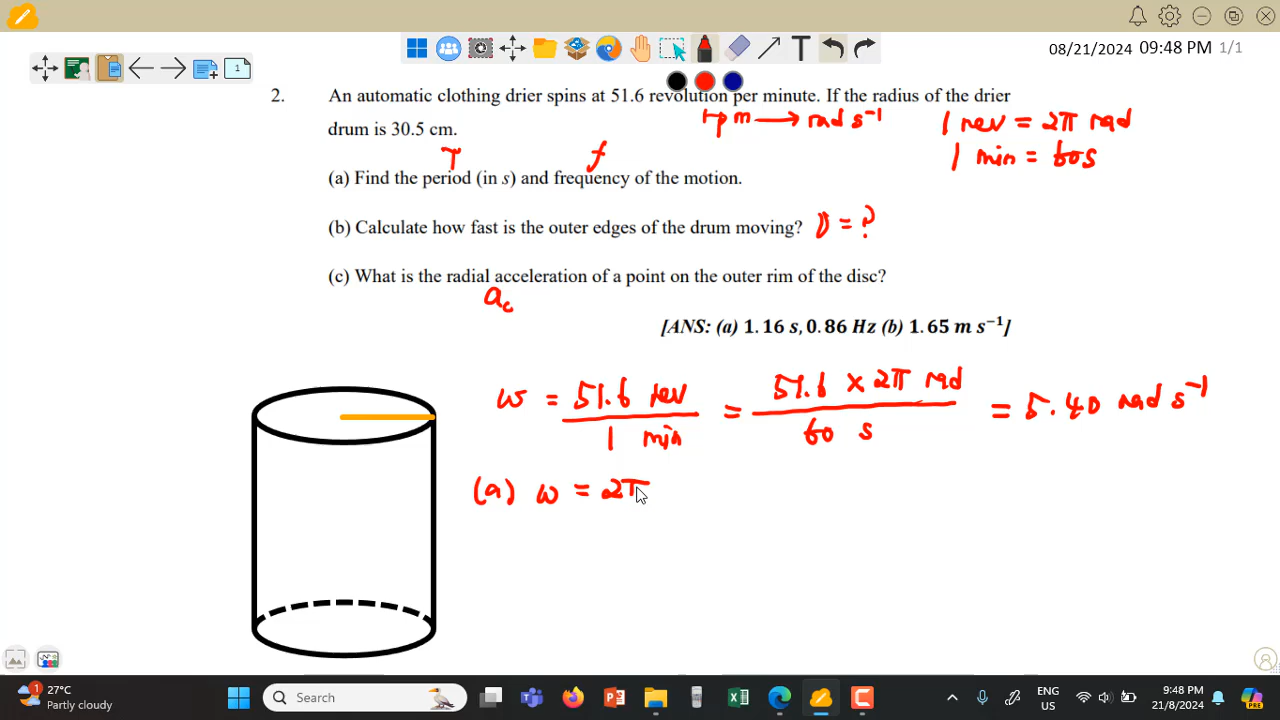 08/21/2024 09:48 PM 1/1
1
2. An automatic clothing drier spins at 51.6 revolution per minute. If the radius of the drier
drum is 30.5 cm.
rpm → rad s⁻¹
1 rev = 2π rad
1 min = 60s
T f
(a) Find the period (in s) and frequency of the motion.
(b) Calculate how fast is the outer edges of the drum moving? v = ?
(c) What is the radial acceleration of a point on the outer rim of the disc?
a_c
[ANS: (a) 1.16 s, 0.86 Hz (b) 1.65 m s⁻¹]
ω = 51.6 rev / 1 min = 51.6 × 2π rad / 60 s = 5.40 rad s⁻¹
(a) ω = 2π
27°C
Partly cloudy
1
Search
ENG
US
9:48 PM
21/8/2024
PRE